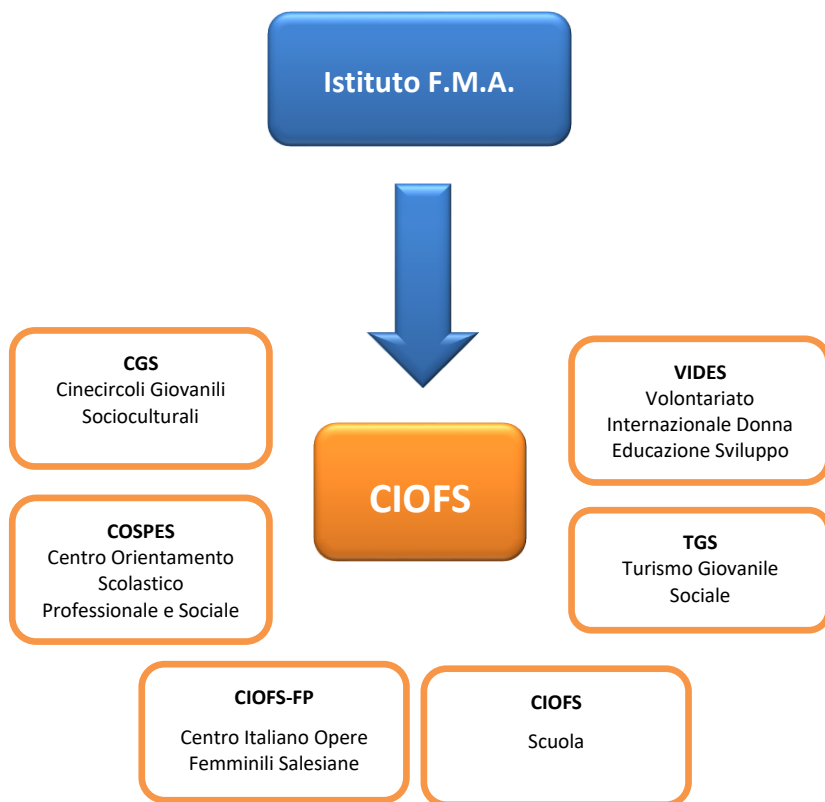 Istituto F.M.A.
CGS
Cinecircoli Giovanili
Socioculturali
VIDES
Volontariato
Internazionale Donna
Educazione Sviluppo
CIOFS
COSPES
Centro Orientamento
Scolastico
Professionale e Sociale
TGS
Turismo Giovanile
Sociale
CIOFS-FP
Centro Italiano Opere
Femminili Salesiane
CIOFS
Scuola